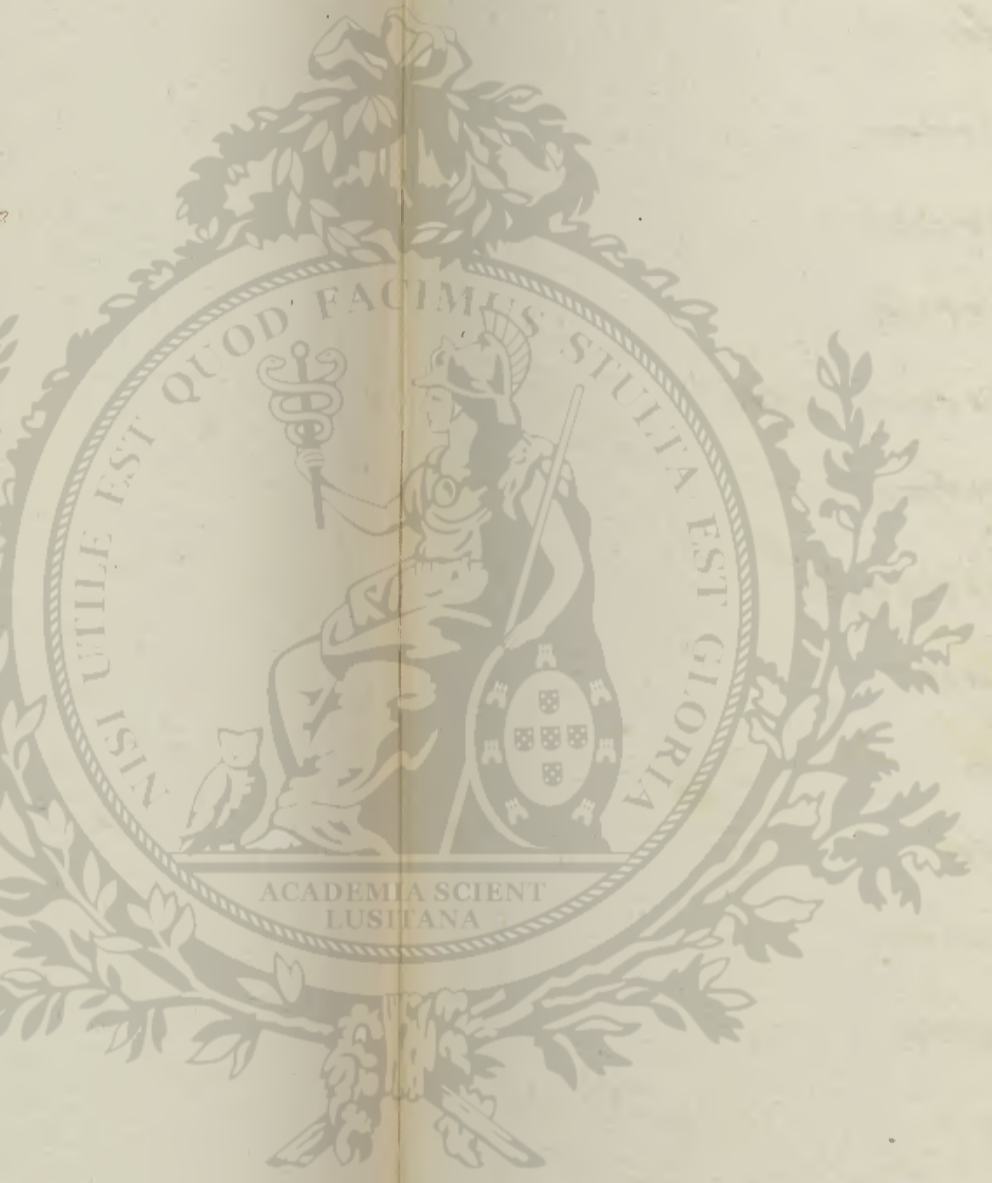 NISI UTILE EST QUOD FACIMUS STULTA EST GLORIA
ACADEMIA SCIENT
LUSITANA